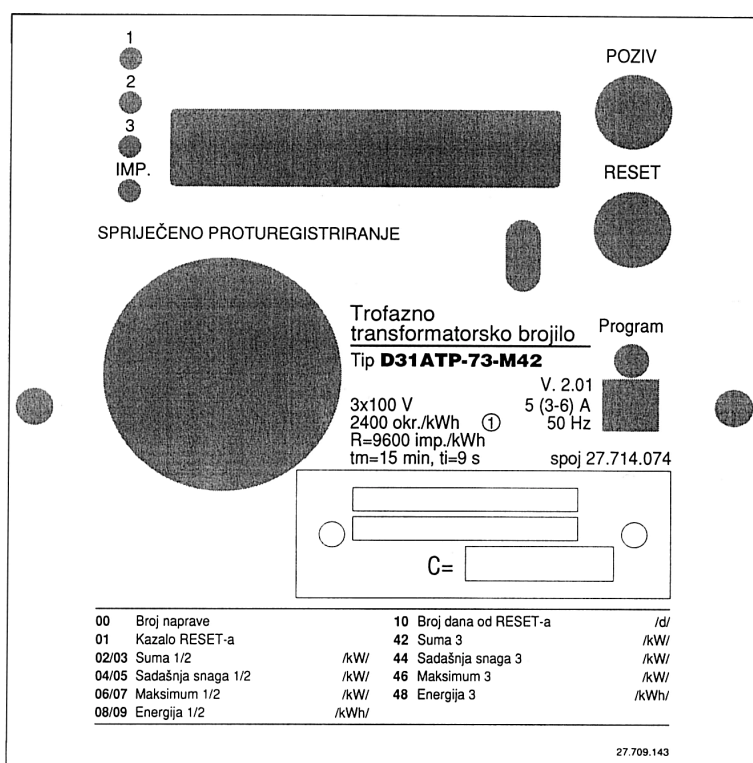 1
2
3
IMP.
POZIV
RESET
SPRIJEČENO PROTUREGISTRIRANJE
Trofazno
transformatorsko brojilo
Program
Tip D31ATP-73-M42
V. 2.01
3x100 V 5 (3-6) A
2400 okr./kWh ① 50 Hz
R=9600 imp./kWh
tm=15 min, ti=9 s spoj 27.714.074
C=
00 Broj naprave 10 Broj dana od RESET-a /d/
01 Kazalo RESET-a 42 Suma 3 /kW/
02/03 Suma 1/2 /kW/ 44 Sadašnja snaga 3 /kW/
04/05 Sadašnja snaga 1/2 /kW/ 46 Maksimum 3 /kW/
06/07 Maksimum 1/2 /kW/ 48 Energija 3 /kWh/
08/09 Energija 1/2 /kWh/
27.709.143